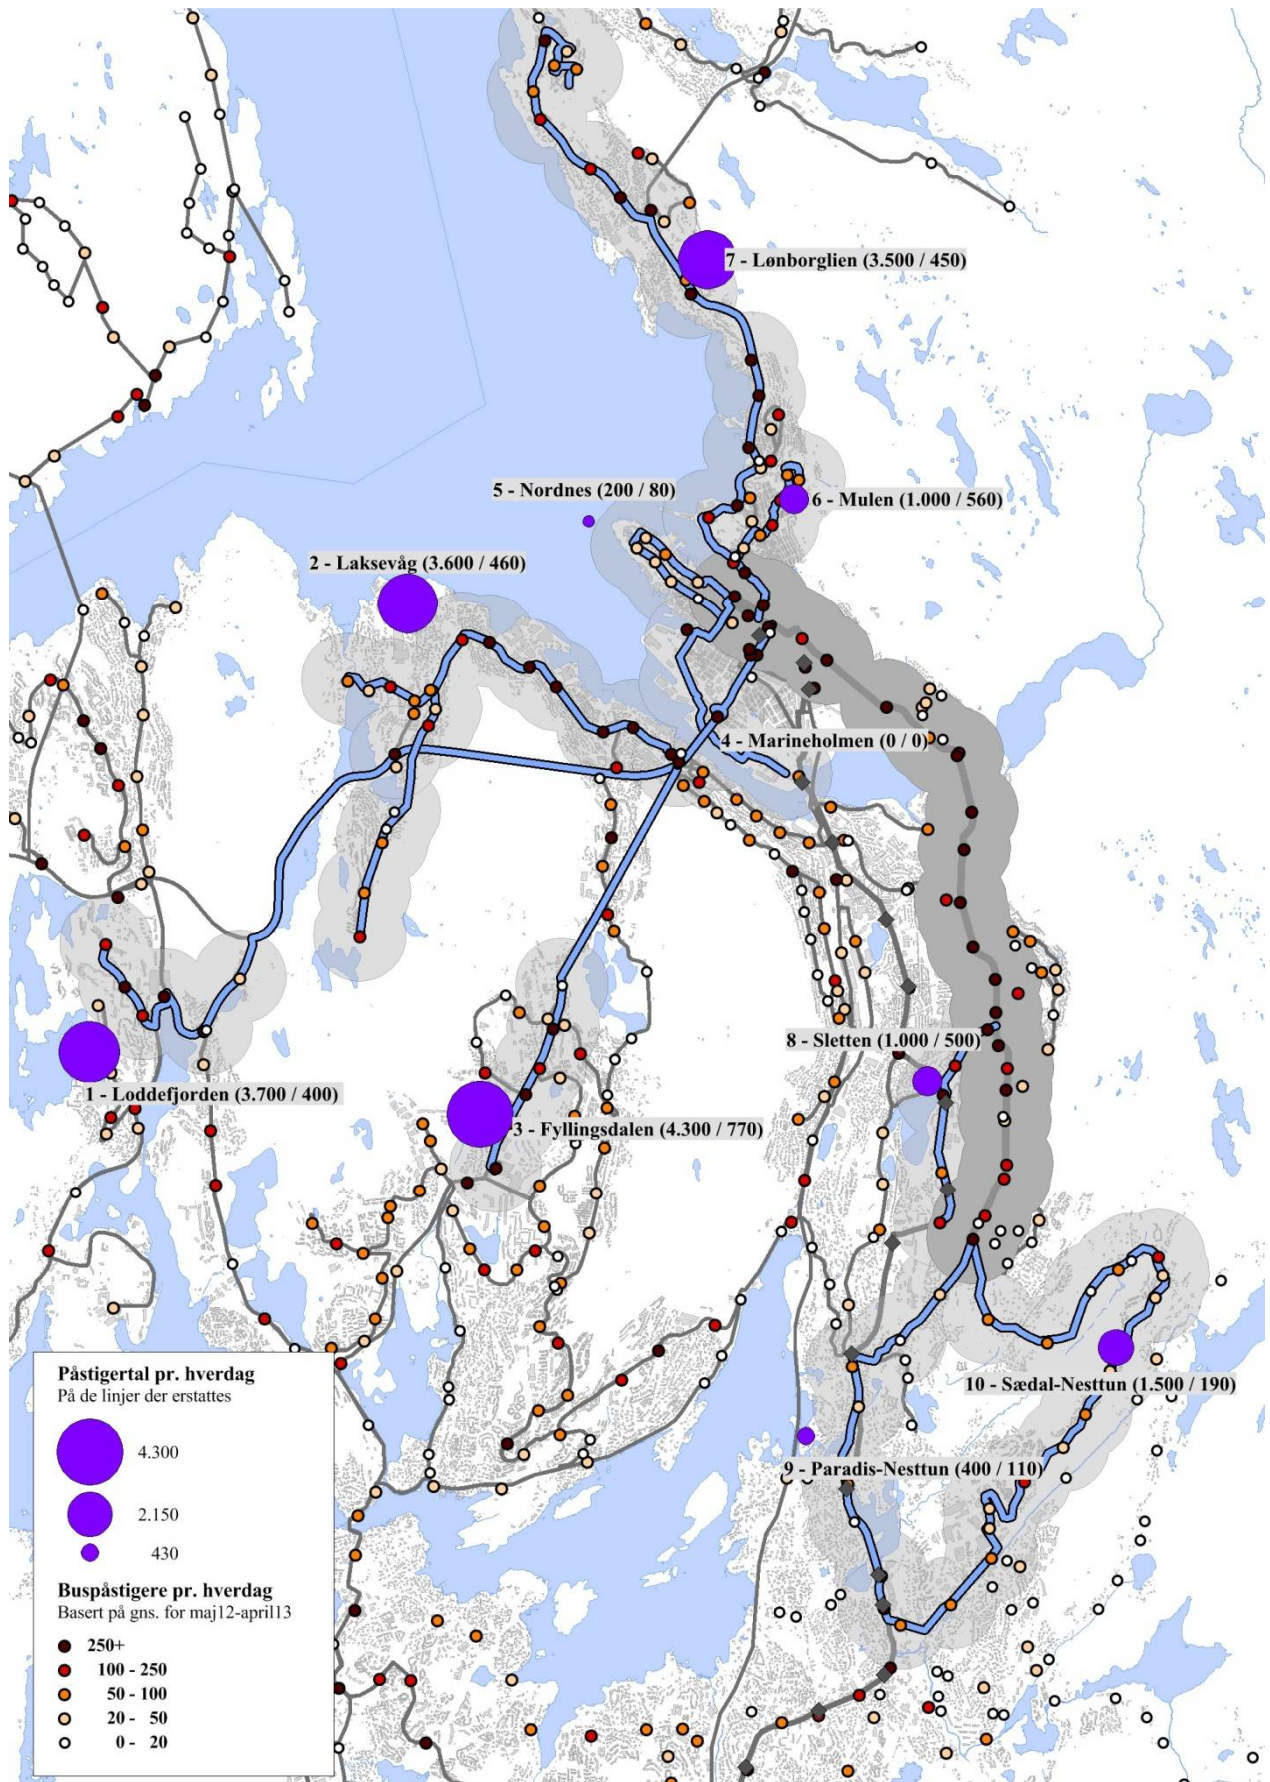 7 - Lønborglien (3.500 / 450)
5 - Nordnes (200 / 80)
6 - Mulen (1.000 / 560)
2 - Laksevåg (3.600 / 460)
4 - Marineholmen (0 / 0)
8 - Sletten (1.000 / 500)
1 - Loddefjorden (3.700 / 400)
3 - Fyllingsdalen (4.300 / 770)
10 - Sædal-Nesttun (1.500 / 190)
9 - Paradis-Nesttun (400 / 110)
Påstigertal pr. hverdag
På de linjer der erstattes
4.300
2.150
430
Buspåstigere pr. hverdag
Basert på gns. for maj12-april13
250+
100 - 250
50 - 100
20 - 50
0 - 20